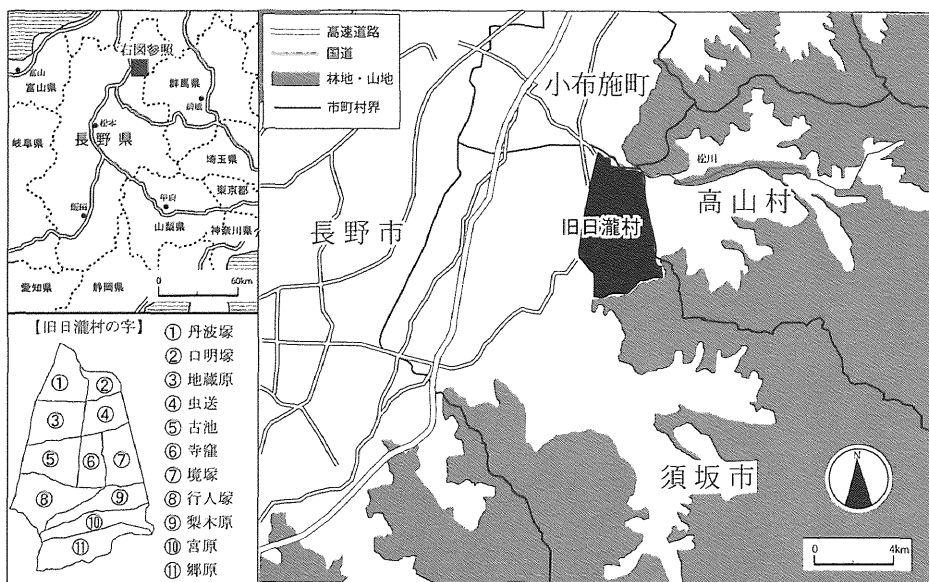 右図参照
富山
富山県
群馬県
前橋
松本
長野県
岐阜県
埼玉県
東京都
飯田
山梨県
神奈川県
愛知県
静岡県
0 60km
高速道路
国道
林地・山地
市町村界
小布施町
松川
高山村
長野市
旧日瀧村
須坂市
N
0 4km
【旧日瀧村の字】
① ② ③ ④ ⑤ ⑥ ⑦ ⑧ ⑨ ⑩ ⑪
① 丹波塚
② 口明塚
③ 地蔵原
④ 虫送
⑤ 古池
⑥ 寺窪
⑦ 境塚
⑧ 行人塚
⑨ 梨木原
⑩ 宮原
⑪ 郷原